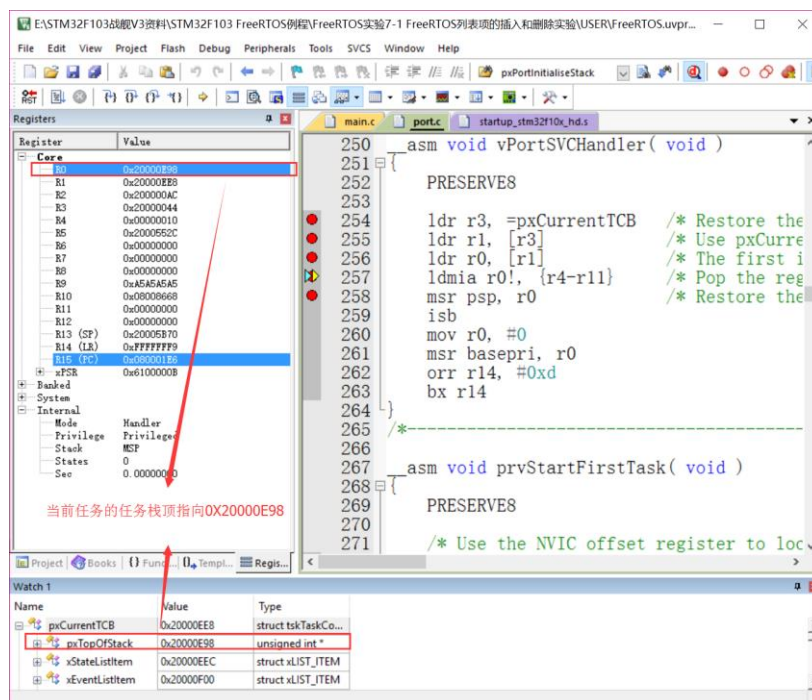 E:\STM32F103战舰V3资料\STM32F103 FreeRTOS例程\FreeRTOS实验7-1 FreeRTOS列表项的插入和删除实验\USER\FreeRTOS.uvpr...
File Edit View Project Flash Debug Peripherals Tools SVCS Window Help
pxPortInitialiseStack
RST
Registers
main.c port.c startup_stm32f10x_hd.s
Register Value
Core
R0 0x20000E98
R1 0x20000EE8
R2 0x200000AC
R3 0x20000044
R4 0x00000010
R5 0x2000552C
R6 0x00000000
R7 0x00000000
R8 0x00000000
R9 0xA5A5A5A5
R10 0x08008668
R11 0x00000000
R12 0x00000000
R13 (SP) 0x20005B70
R14 (LR) 0xFFFFFFF9
R15 (PC) 0x080001E6
xPSR 0x6100000B
Banked
System
Internal
Mode Handler
Privilege Privileged
Stack MSP
States 0
Sec 0.00000000
当前任务的任务栈顶指向0X20000E98
250 __asm void vPortSVCHandler( void )
251 {
252 PRESERVE8
253
254 ldr r3, =pxCurrentTCB /* Restore the
255 ldr r1, [r3] /* Use pxCurre
256 ldr r0, [r1] /* The first i
257 ldmia r0!, {r4-r11} /* Pop the reg
258 msr psp, r0 /* Restore the
259 isb
260 mov r0, #0
261 msr basepri, r0
262 orr r14, #0xd
263 bx r14
264 }
265 /*-----------------------------------------
266
267 __asm void prvStartFirstTask( void )
268 {
269 PRESERVE8
270
271 /* Use the NVIC offset register to loc
Project Books {} Func... Templ... Regis...
Watch 1
Name Value Type
pxCurrentTCB 0x20000EE8 struct tskTaskCo...
pxTopOfStack 0x20000E98 unsigned int *
xStateListItem 0x20000EEC struct xLIST_ITEM
xEventListItem 0x20000F00 struct xLIST_ITEM